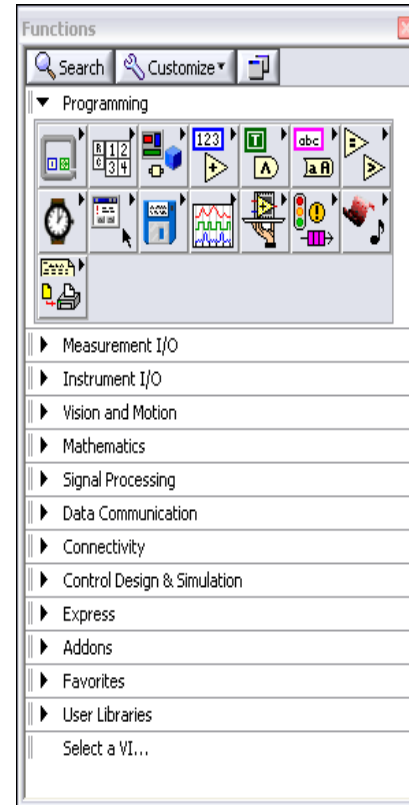 Functions
Search Customize
Programming
123 T abc
a A
Measurement I/O
Instrument I/O
Vision and Motion
Mathematics
Signal Processing
Data Communication
Connectivity
Control Design & Simulation
Express
Addons
Favorites
User Libraries
Select a VI...